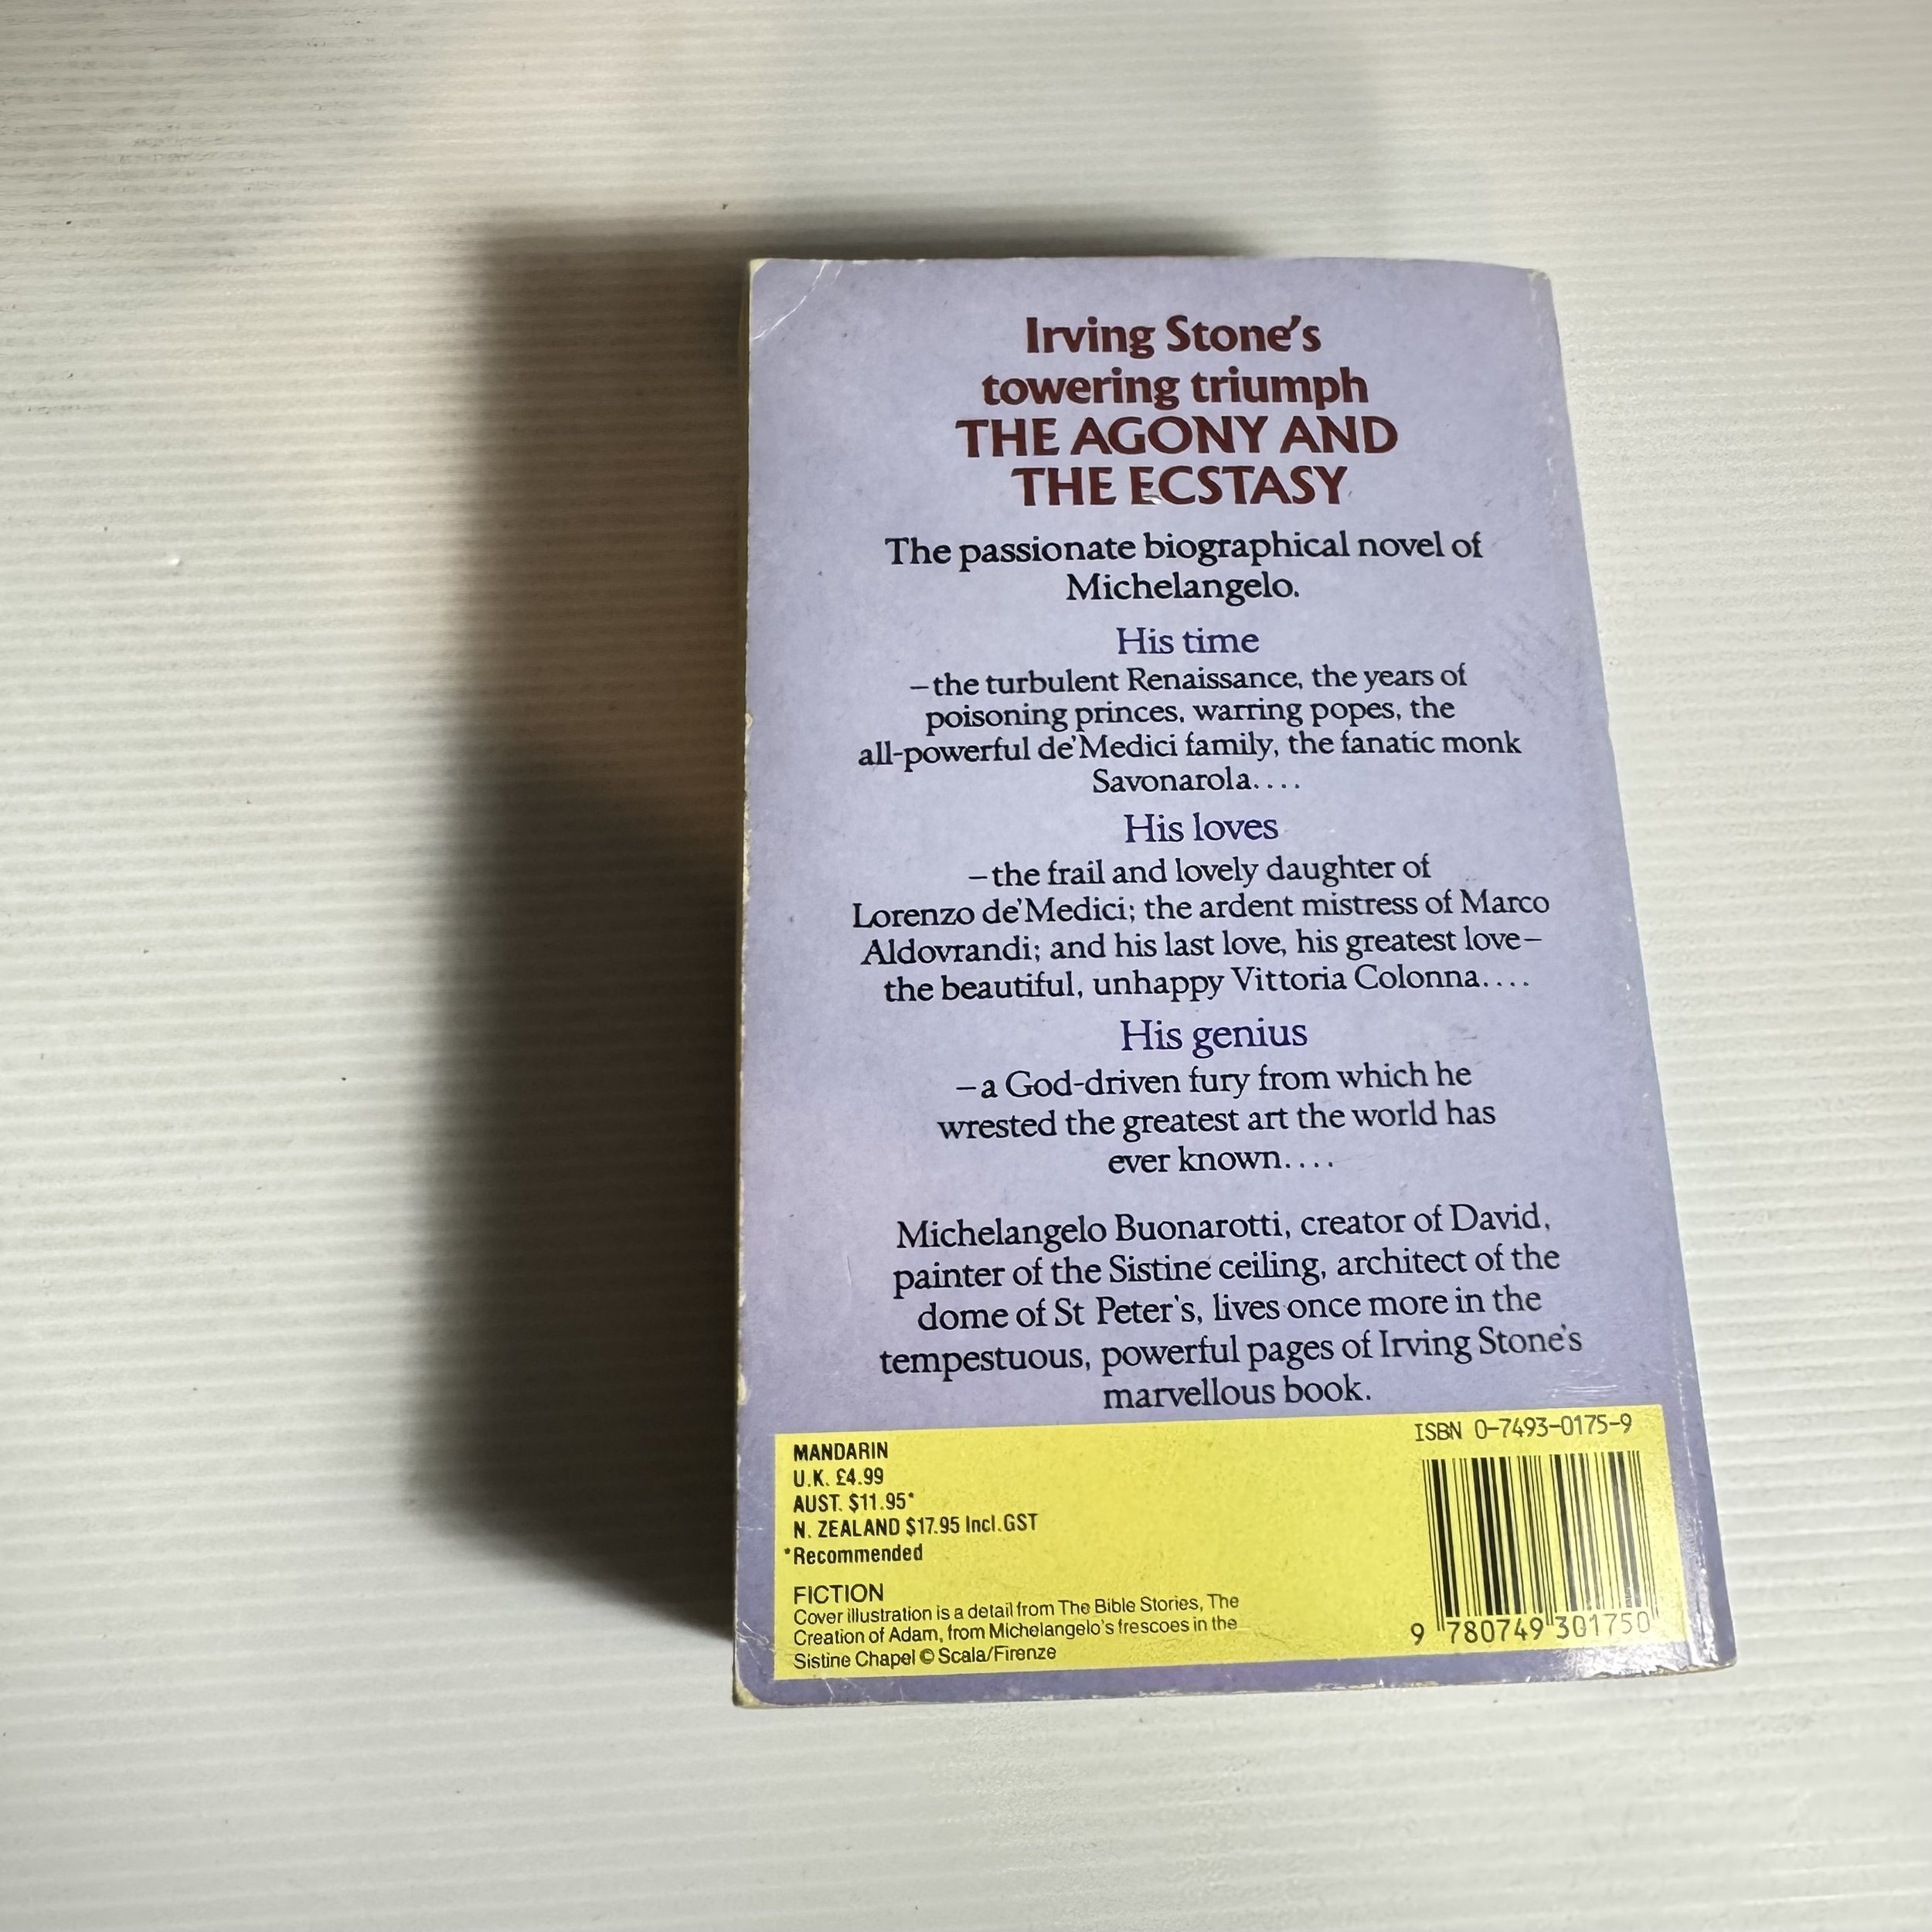 Irving Stone's
towering triumph
THE AGONY AND
THE ECSTASY
The passionate biographical novel of
Michelangelo.
His time
–the turbulent Renaissance, the years of
poisoning princes, warring popes, the
all-powerful de'Medici family, the fanatic monk
Savonarola....
His loves
–the frail and lovely daughter of
Lorenzo de'Medici; the ardent mistress of Marco
Aldovrandi; and his last love, his greatest love–
the beautiful, unhappy Vittoria Colonna....
His genius
–a God-driven fury from which he
wrested the greatest art the world has
ever known....
Michelangelo Buonarotti, creator of David,
painter of the Sistine ceiling, architect of the
dome of St Peter's, lives once more in the
tempestuous, powerful pages of Irving Stone's
marvellous book.
MANDARIN
U.K. £4.99
AUST. $11.95*
N. ZEALAND $17.95 Incl.GST
*Recommended
FICTION
Cover illustration is a detail from The Bible Stories, The
Creation of Adam, from Michelangelo's frescoes in the
Sistine Chapel © Scala/Firenze
ISBN 0-7493-0175-9
9 780749 301750